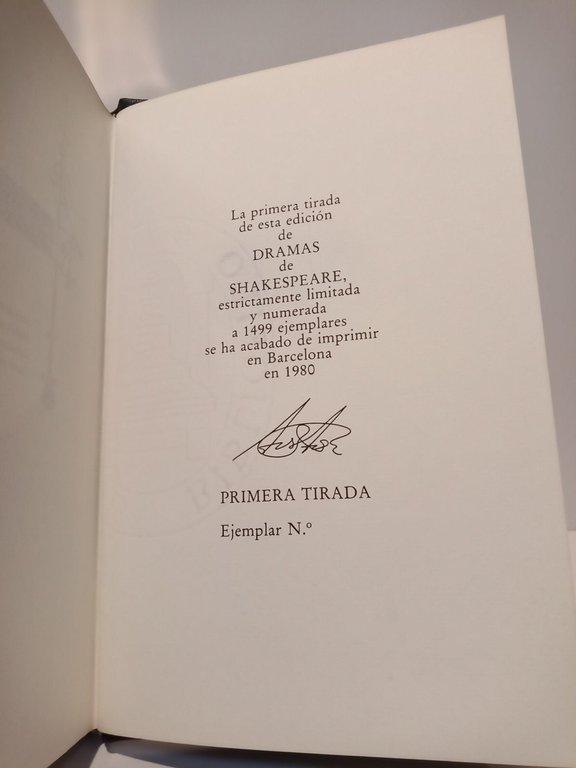 La primera tirada
de esta edición
de
DRAMAS
de
SHAKESPEARE,
estrictamente limitada
y numerada
a 1499 ejemplares
se ha acabado de imprimir
en Barcelona
en 1980
PRIMERA TIRADA
Ejemplar N.º